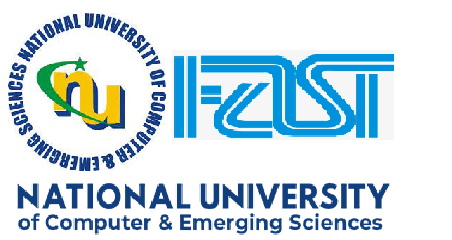 NATIONAL UNIVERSITY OF COMPUTER & EMERGING SCIENCES
nu
FAST
NATIONAL UNIVERSITY
of Computer & Emerging Sciences